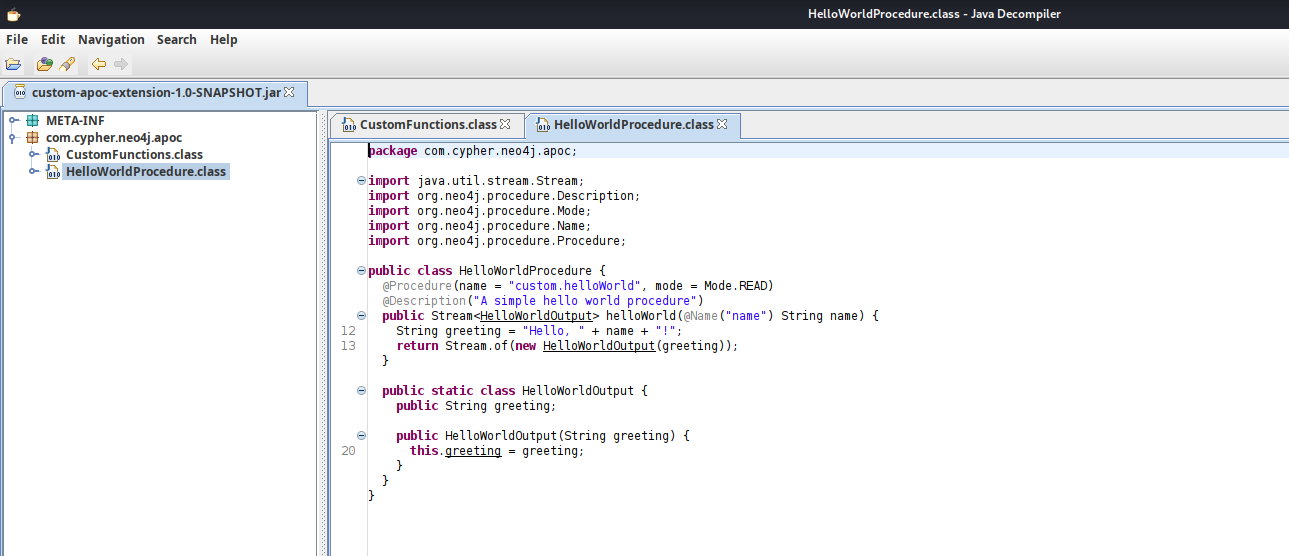 HelloWorldProcedure.class - Java Decompiler
File Edit Navigation Search Help
custom-apoc-extension-1.0-SNAPSHOT.jar
META-INF
com.cypher.neo4j.apoc
CustomFunctions.class
HelloWorldProcedure.class
CustomFunctions.class HelloWorldProcedure.class
package com.cypher.neo4j.apoc;
import java.util.stream.Stream;
import org.neo4j.procedure.Description;
import org.neo4j.procedure.Mode;
import org.neo4j.procedure.Name;
import org.neo4j.procedure.Procedure;
public class HelloWorldProcedure {
@Procedure(name = "custom.helloWorld", mode = Mode.READ)
@Description("A simple hello world procedure")
public Stream<HelloWorldOutput> helloWorld(@Name("name") String name) {
12 String greeting = "Hello, " + name + "!";
13 return Stream.of(new HelloWorldOutput(greeting));
}
public static class HelloWorldOutput {
public String greeting;
public HelloWorldOutput(String greeting) {
20 this.greeting = greeting;
}
}
}